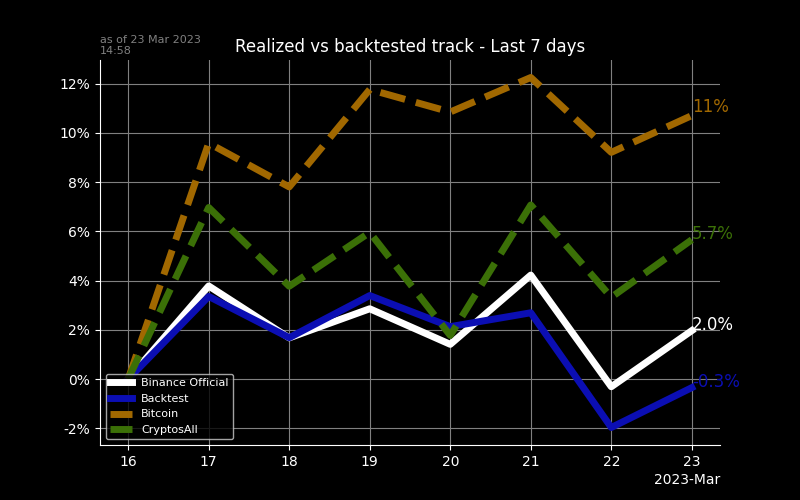 as of 23 Mar 2023
14:58
Realized vs backtested track - Last 7 days
12%
10%
8%
6%
4%
2%
0%
-2%
11%
5.7%
2.0%
-0.3%
Binance Official
Backtest
Bitcoin
CryptosAll
16 17 18 19 20 21 22 23
2023-Mar